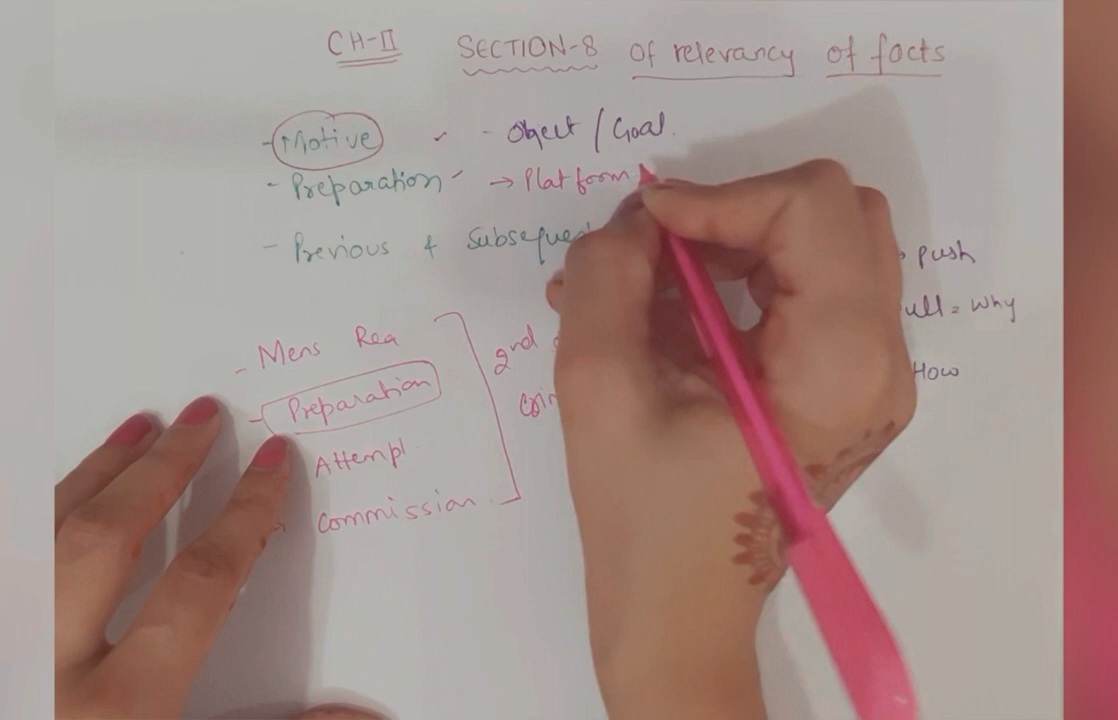 CH-II SECTION-8 of relevancy of facts
- Motive ✓ - Object / Goal.
- Preparation ✓ → Platform
- Previous & Subsequent
push
= Why
How
- Mens Rea
- Preparation
Attempt
Commission
2nd